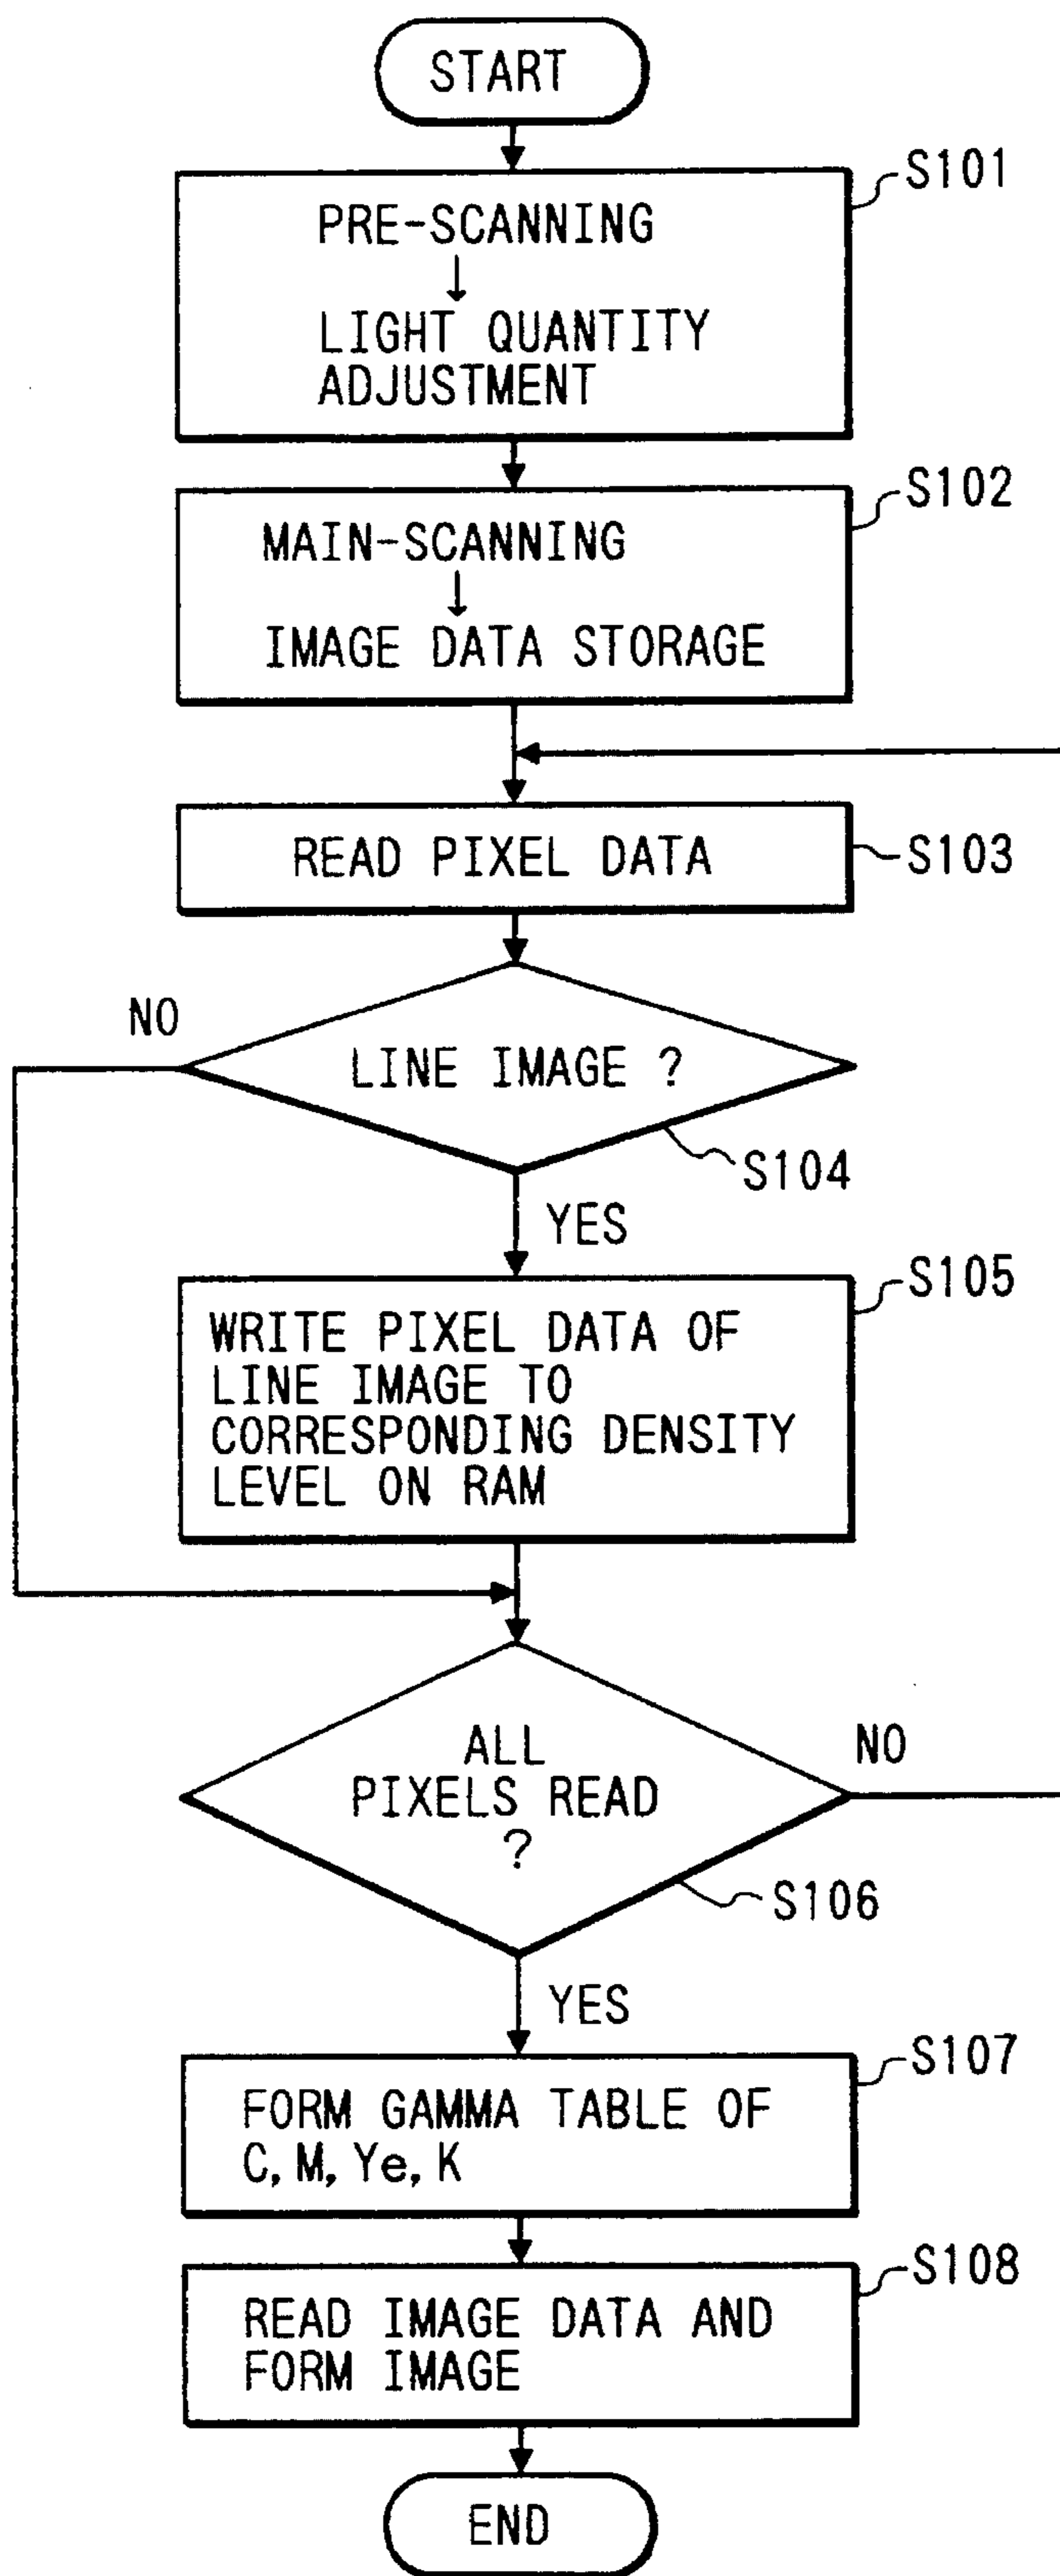 START
S101
PRE-SCANNING
LIGHT QUANTITY
ADJUSTMENT
S102
MAIN-SCANNING
IMAGE DATA STORAGE
READ PIXEL DATA
S103
NO
LINE IMAGE ?
S104
YES
S105
WRITE PIXEL DATA OF
LINE IMAGE TO
CORRESPONDING DENSITY
LEVEL ON RAM
ALL
PIXELS READ
?
NO
S106
YES
S107
FORM GAMMA TABLE OF
C, M, Ye, K
S108
READ IMAGE DATA AND
FORM IMAGE
END